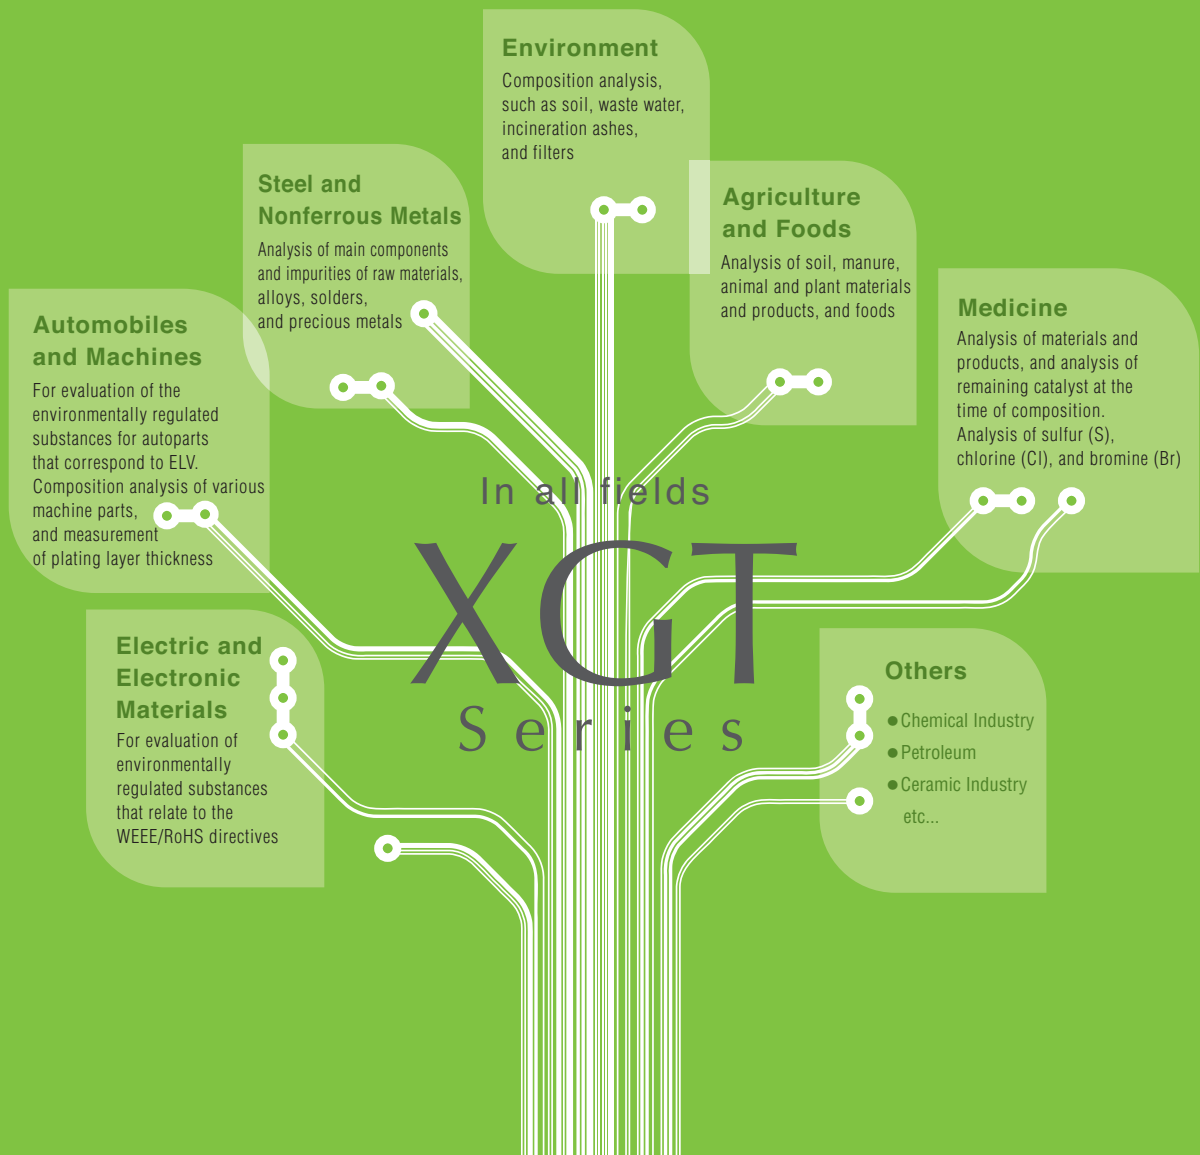 Environment
Composition analysis,
such as soil, waste water,
incineration ashes,
and filters
Steel and
Nonferrous Metals
Analysis of main components
and impurities of raw materials,
alloys, solders,
and precious metals
Agriculture
and Foods
Analysis of soil, manure,
animal and plant materials
and products, and foods
Automobiles
and Machines
For evaluation of the
environmentally regulated
substances for autoparts
that correspond to ELV.
Composition analysis of various
machine parts,
and measurement
of plating layer thickness
Medicine
Analysis of materials and
products, and analysis of
remaining catalyst at the
time of composition.
Analysis of sulfur (S),
chlorine (Cl), and bromine (Br)
In all fields
XGT
Series
Electric and
Electronic
Materials
For evaluation of
environmentally
regulated substances
that relate to the
WEEE/RoHS directives
Others
●Chemical Industry
●Petroleum
●Ceramic Industry
etc...